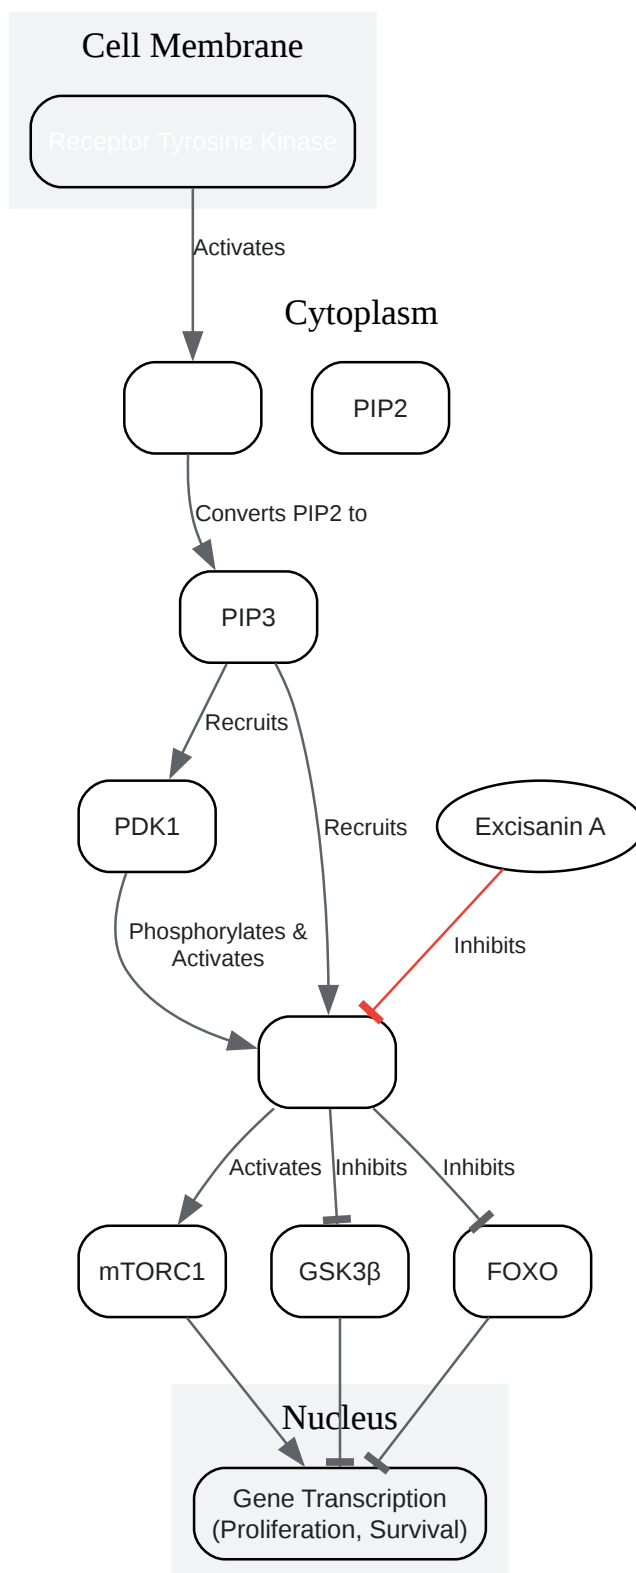 Cell Membrane
Receptor Tyrosine Kinase
Activates
Cytoplasm
PIP2
Converts PIP2 to
PIP3
Recruits
PDK1
Recruits
Excisanin A
Phosphorylates &
Activates
Inhibits
Activates
Inhibits
Inhibits
mTORC1
GSK3β
FOXO
Nucleus
Gene Transcription
(Proliferation, Survival)